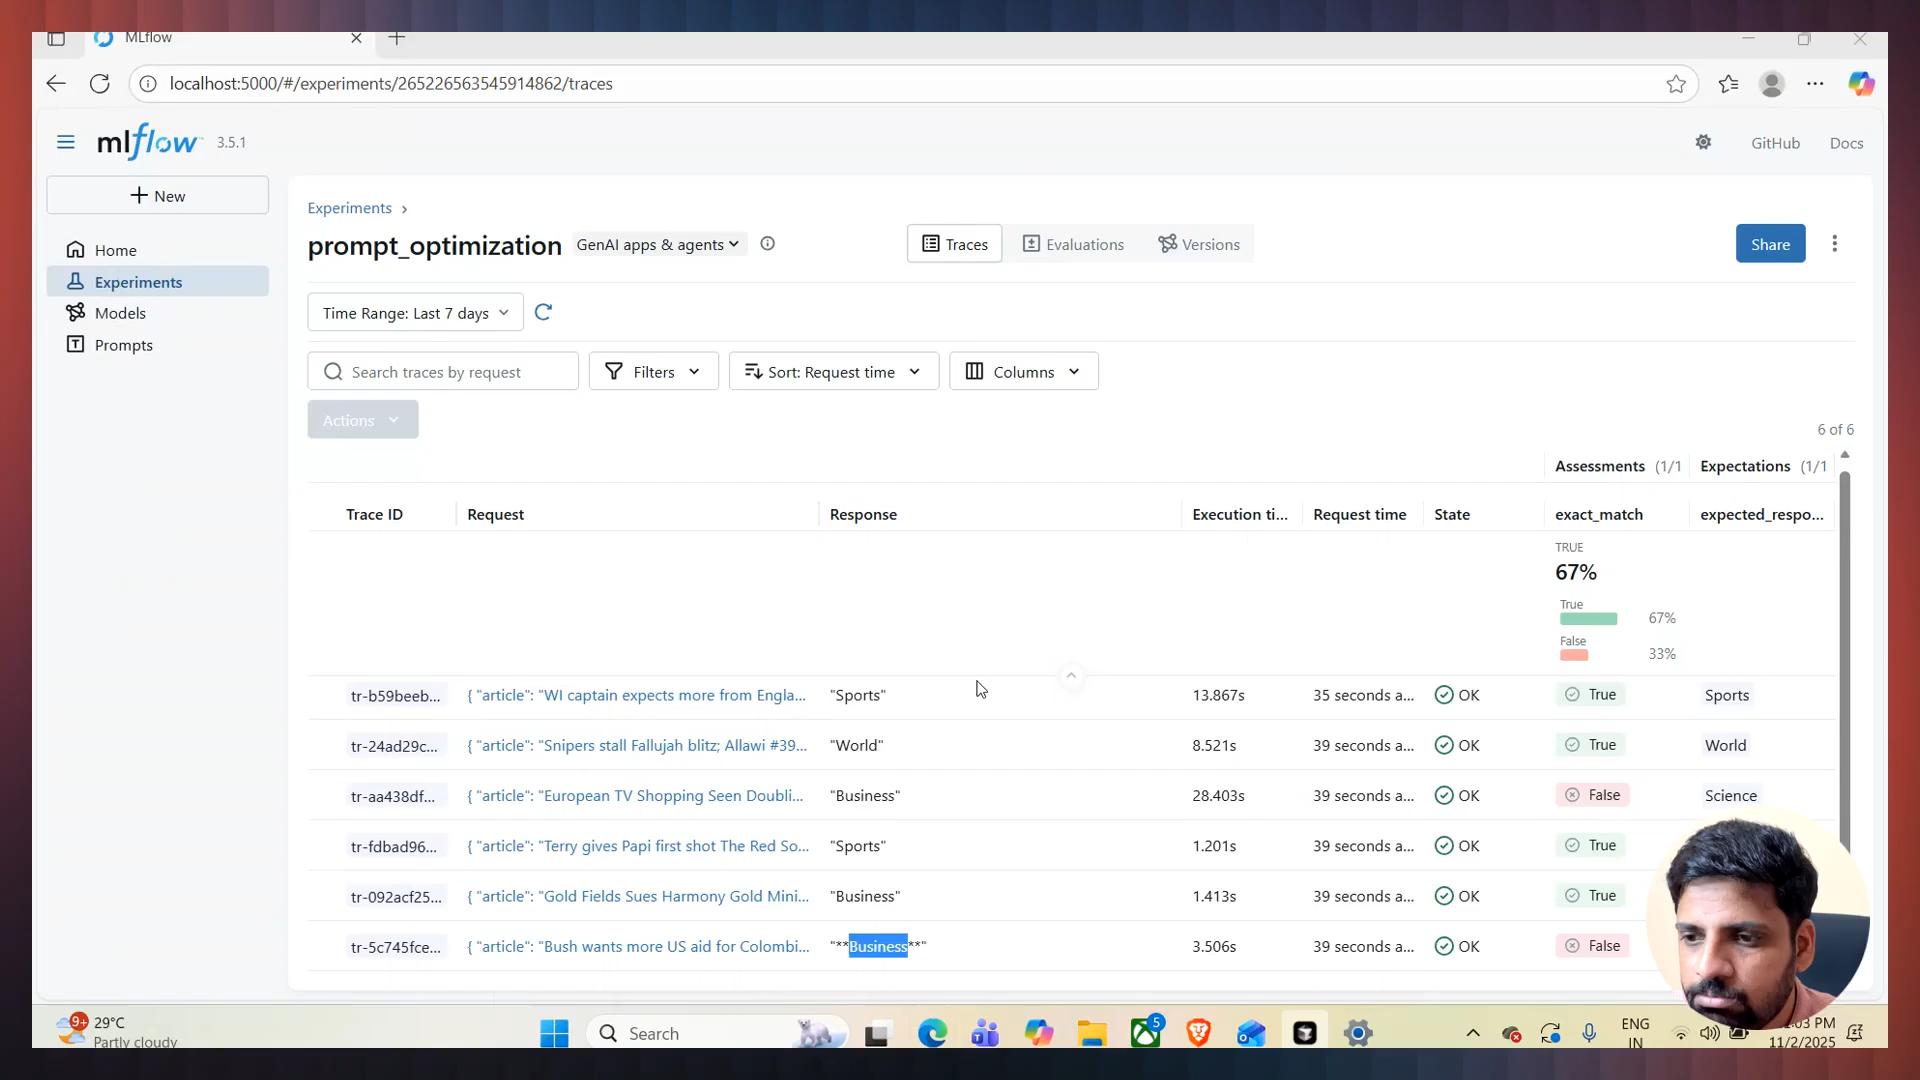 MLflow
localhost:5000/#/experiments/265226563545914862/traces
mlflow 3.5.1
GitHub
Docs
New
Home
Experiments
Models
Prompts
Experiments
prompt_optimization
GenAI apps & agents
Traces
Evaluations
Versions
Share
Time Range: Last 7 days
Search traces by request
Filters
Sort: Request time
Columns
Actions
6 of 6
Assessments (1/1
Expectations (1/1
Trace ID Request Response Execution ti... Request time State exact_match expected_respo...
TRUE
67%
True
67%
False
33%
tr-b59beeb... { "article": "WI captain expects more from Engla... "Sports" 13.867s 35 seconds a... OK True Sports
tr-24ad29c... { "article": "Snipers stall Fallujah blitz; Allawi #39... "World" 8.521s 39 seconds a... OK True World
tr-aa438df... { "article": "European TV Shopping Seen Doubli... "Business" 28.403s 39 seconds a... OK False Science
tr-fdbad96... { "article": "Terry gives Papi first shot The Red So... "Sports" 1.201s 39 seconds a... OK True
tr-092acf25... { "article": "Gold Fields Sues Harmony Gold Mini... "Business" 1.413s 39 seconds a... OK True
tr-5c745fce... { "article": "Bush wants more US aid for Colombi... "**Business**" 3.506s 39 seconds a... OK False
9+
29°C
Partly cloudy
Search
5
ENG
IN
:03 PM
11/2/2025